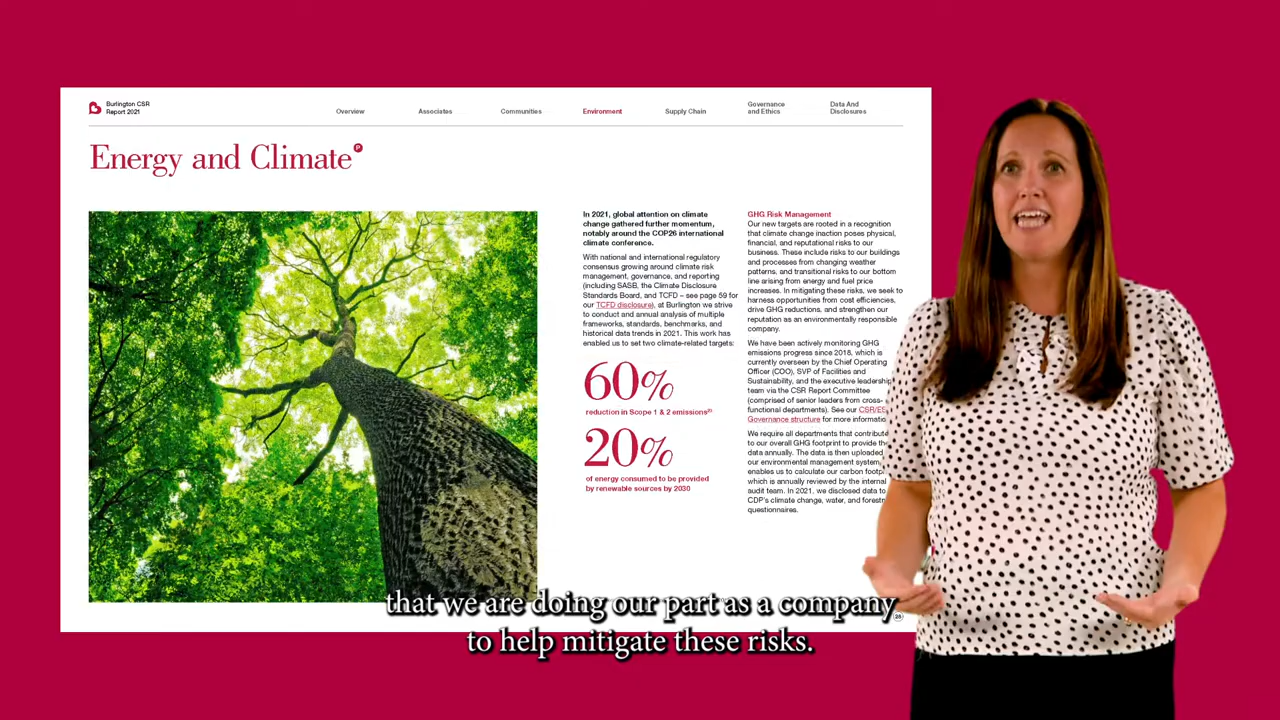 Burlington CSR
Report 2021
Overview
Associates
Communities
Environment
Supply Chain
Governance
and Ethics
Data And
Disclosures
Energy and Climate
P
In 2021, global attention on climate
change gathered further momentum,
notably around the COP26 international
climate conference.
With national and international regulatory
consensus growing around climate risk
management, governance, and reporting
(including SASB, the Climate Disclosure
Standards Board, and TCFD – see page 59 for
our TCFD disclosure), at Burlington we strive
to conduct and annual analysis of multiple
frameworks, standards, benchmarks, and
historical data trends in 2021. This work has
enabled us to set two climate-related targets:
60%
reduction in Scope 1 & 2 emissions
20%
of energy consumed to be provided
by renewable sources by 2030
GHG Risk Management
Our new targets are rooted in a recognition
that climate change inaction poses physical,
financial, and reputational risks to our
business. These include risks to our buildings
and processes from changing weather
patterns, and transitional risks to our bottom
line arising from energy and fuel price
increases. In mitigating these risks, we seek to
harness opportunities from cost efficiencies,
drive GHG reductions, and strengthen our
reputation as an environmentally responsible
company.
We have been actively monitoring GHG
emissions progress since 2018, which is
currently overseen by the Chief Operating
Officer (COO), SVP of Facilities and
Sustainability, and the executive leadership
team via the CSR Report Committee
(comprised of senior leaders from cross-
functional departments). See our CSR/ES
Governance structure for more informatio
We require all departments that contribute
to our overall GHG footprint to provide the
data annually. The data is then uploaded
our environmental management system,
enables us to calculate our carbon footp
which is annually reviewed by the internal
audit team. In 2021, we disclosed data to
CDP's climate change, water, and forestr
questionnaires.
that we are doing our part as a company
to help mitigate these risks.